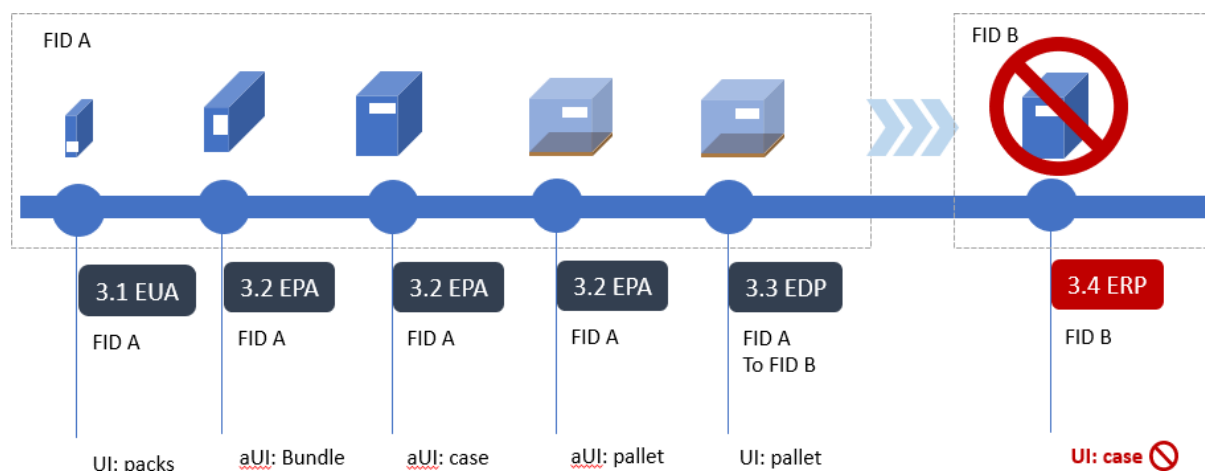 FID A
FID B
3.1 EUA
3.2 EPA
3.2 EPA
3.2 EPA
3.3 EDP
3.4 ERP
FID A
FID A
FID A
FID A
FID A
To FID B
FID B
UI: packs
aUI: Bundle
aUI: case
aUI: pallet
UI: pallet
UI: case